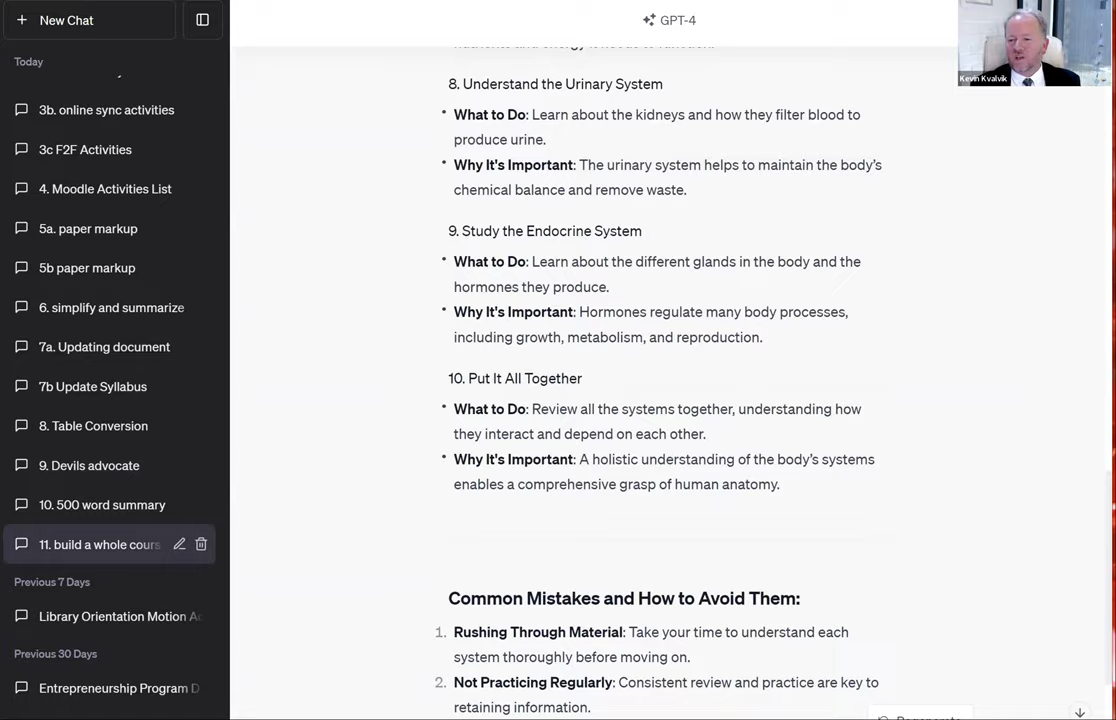 New Chat
Today
3b. online sync activities
3c F2F Activities
4. Moodle Activities List
5a. paper markup
5b paper markup
6. simplify and summarize
7a. Updating document
7b Update Syllabus
8. Table Conversion
9. Devils advocate
10. 500 word summary
11. build a whole cours
Previous 7 Days
Library Orientation Motion Ac
Previous 30 Days
Entrepreneurship Program D
GPT-4
Kevin Kvalvik
8. Understand the Urinary System
• What to Do: Learn about the kidneys and how they filter blood to
produce urine.
• Why It's Important: The urinary system helps to maintain the body's
chemical balance and remove waste.
9. Study the Endocrine System
• What to Do: Learn about the different glands in the body and the
hormones they produce.
• Why It's Important: Hormones regulate many body processes,
including growth, metabolism, and reproduction.
10. Put It All Together
• What to Do: Review all the systems together, understanding how
they interact and depend on each other.
• Why It's Important: A holistic understanding of the body's systems
enables a comprehensive grasp of human anatomy.
Common Mistakes and How to Avoid Them:
1. Rushing Through Material: Take your time to understand each
system thoroughly before moving on.
2. Not Practicing Regularly: Consistent review and practice are key to
retaining information.